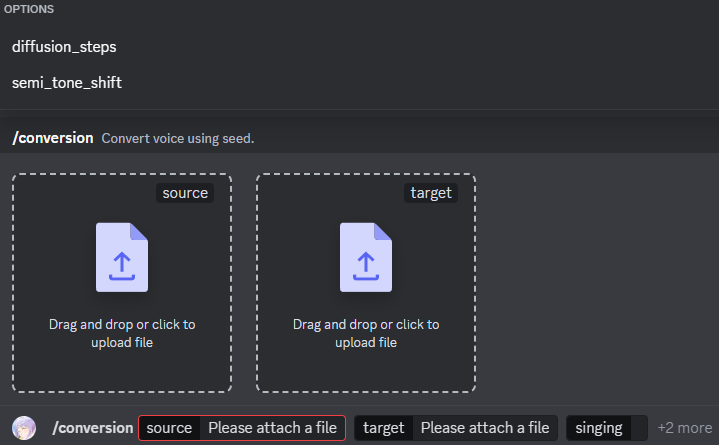 OPTIONS
diffusion_steps
semi_tone_shift
/conversion Convert voice using seed.
source
target
Drag and drop or click to
upload file
Drag and drop or click to
upload file
/conversion source Please attach a file target Please attach a file singing +2 more